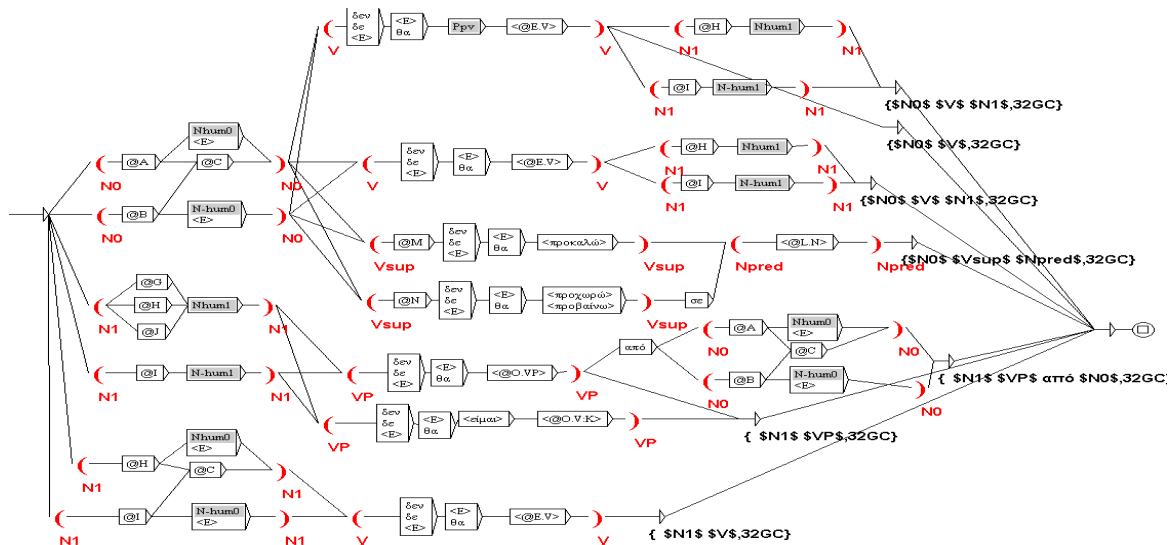 δεν
δε
<E>
<E>
θα
Ppv
<@E.V>
V
V
@H
Nhum1
N1
N1
@I
N-hum1
N1
N1
{$N0$ $V$ $N1$,32GC}
{$N0$ $V$,32GC}
@A
Nhum0
<E>
@C
N0
N0
@B
N-hum0
<E>
N0
N0
δεν
δε
<E>
<E>
θα
<@E.V>
V
V
@H
Nhum1
N1
N1
@I
N-hum1
N1
N1
{$N0$ $V$ $N1$,32GC}
@M
δεν
δε
<E>
<E>
θα
<προκαλώ>
Vsup
Vsup
<@L.N>
Npred
Npred
{$N0$ $Vsup$ $Npred$,32GC}
@N
δεν
δε
<E>
<E>
θα
<προχωρώ>
<προβαίνω>
σε
Vsup
Vsup
@G
@H
@J
Nhum1
N1
N1
@I
N-hum1
N1
N1
δεν
δε
<E>
<E>
θα
<@O.VP>
VP
VP
από
@A
Nhum0
<E>
@C
N0
N0
@B
N-hum0
<E>
N0
N0
{ $N1$ $VP$ από $N0$,32GC}
δεν
δε
<E>
<E>
θα
<είμαι>
<@O.V:K>
VP
VP
{ $N1$ $VP$,32GC}
@H
Nhum0
<E>
@C
N1
N1
@I
N-hum0
<E>
N1
N1
δεν
δε
<E>
<E>
θα
<@E.V>
V
V
{ $N1$ $V$,32GC}